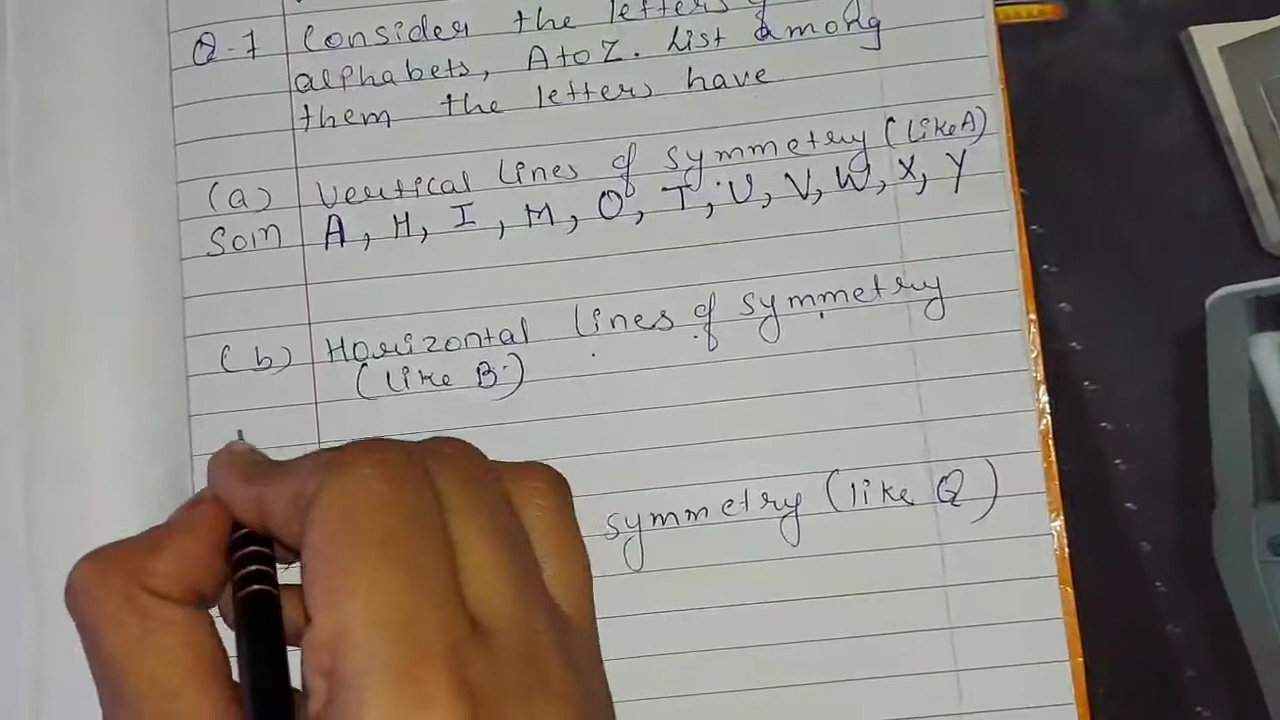 Q-7 Consider the letters
alphabets, A to Z. List among
them the letters have
(a) Vertical lines of symmetry (like A)
Soln A, H, I, M, O, T, U, V, W, X, Y
(b) Horizontal lines of symmetry
(like B)
symmetry (like Q)